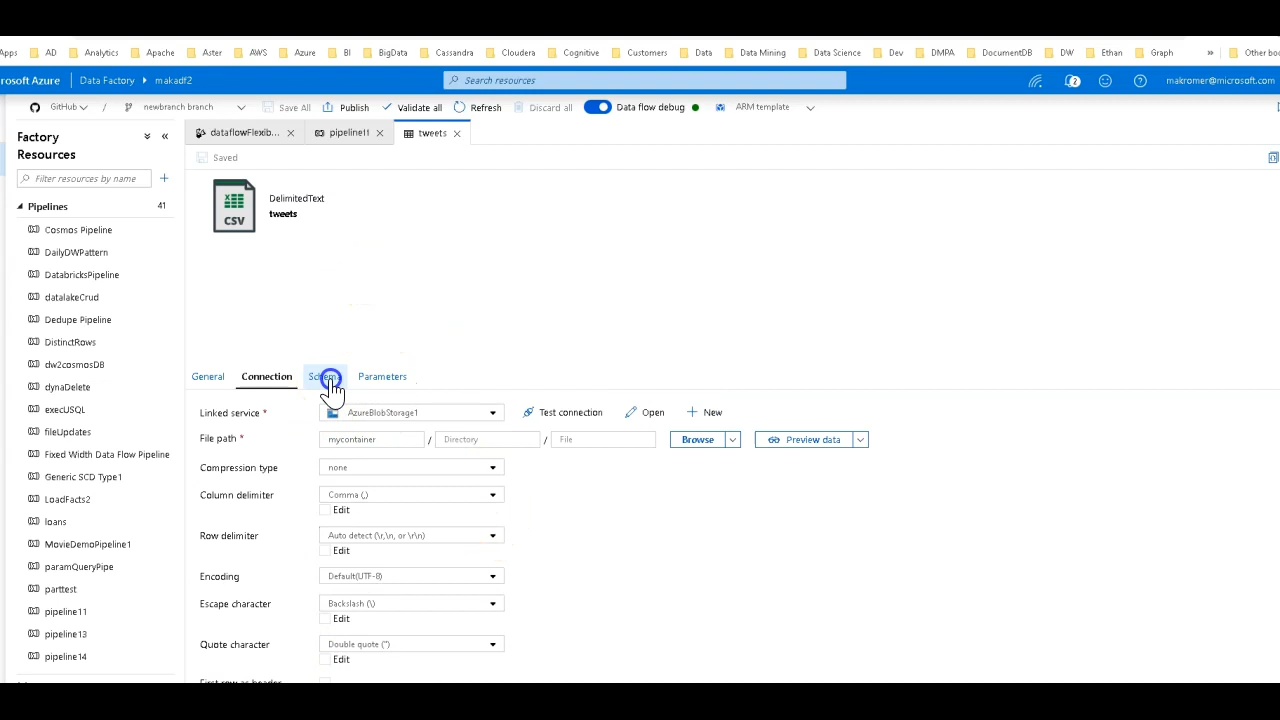 Apps AD Analytics Apache Aster AWS Azure BI BigData Cassandra Cloudera Cognitive Customers Data Data Mining Data Science Dev DMPA DocumentDB DW Ethan Graph » Other boo
rosoft Azure Data Factory makadf2 Search resources 2 makromer@microsoft.com
GitHub / newbranch branch Save All Publish Validate all Refresh Discard all Data flow debug ARM template
Factory Resources
dataflowFlexib... pipeline11 tweets
Saved
Filter resources by name
CSV
DelimitedText
tweets
Pipelines 41
Cosmos Pipeline
DailyDWPattern
DatabricksPipeline
datalakeCrud
Dedupe Pipeline
DistinctRows
dw2cosmosDB
dynaDelete
execUSQL
fileUpdates
Fixed Width Data Flow Pipeline
Generic SCD Type1
LoadFacts2
loans
MovieDemoPipeline1
paramQueryPipe
parttest
pipeline11
pipeline13
pipeline14
General Connection Schema Parameters
Linked service * AzureBlobStorage1 Test connection Open New
File path * mycontainer / Directory / File Browse Preview data
Compression type none
Column delimiter Comma (,)
Edit
Row delimiter Auto detect (\r,\n, or \r\n)
Edit
Encoding Default(UTF-8)
Escape character Backslash (\)
Edit
Quote character Double quote (")
Edit
First row as header